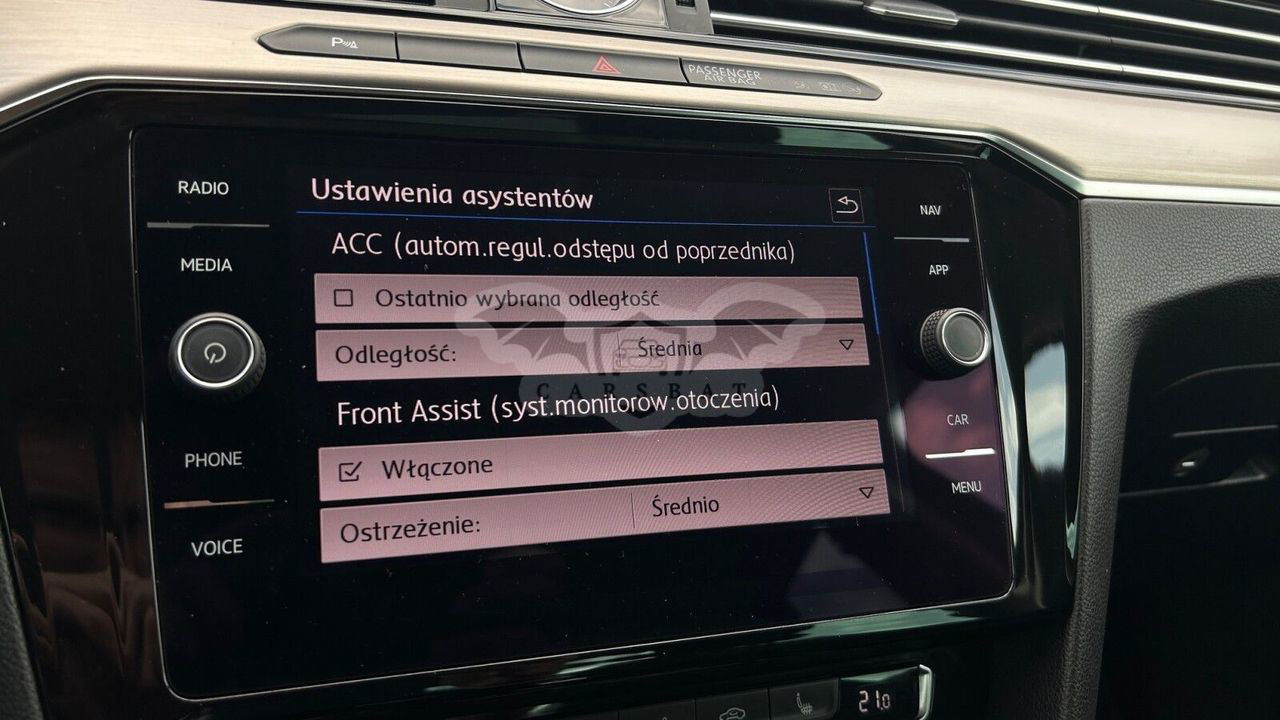 P
PASSENGER
AIR BAG
RADIO
MEDIA
PHONE
VOICE
Ustawienia asystentów
ACC (autom.regul.odstępu od poprzednika)
Ostatnio wybrana odległość
Odległość: Średnia
CARSBAT
Front Assist (syst.monitorow.otoczenia)
Włączone
Ostrzeżenie: Średnio
NAV
APP
CAR
MENU
21.0